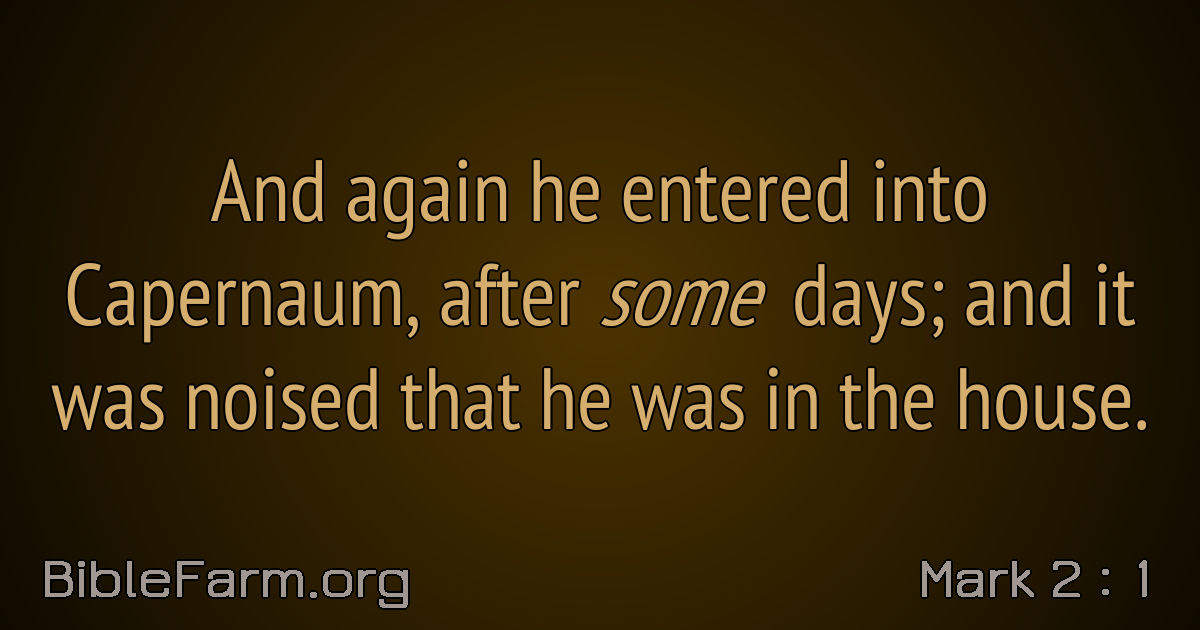 And again he entered into
Capernaum, after some days; and it
was noised that he was in the house.
BibleFarm.org
Mark 2 : 1